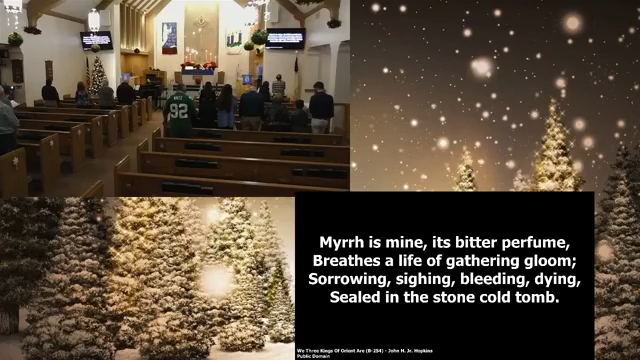 92
Myrrh is mine, its bitter perfume,
Breathes a life of gathering gloom;
Sorrowing, sighing, bleeding, dying,
Sealed in the stone cold tomb.
We Three Kings Of Orient Are (B-254) - John H. Jr. Hopkins
Public Domain